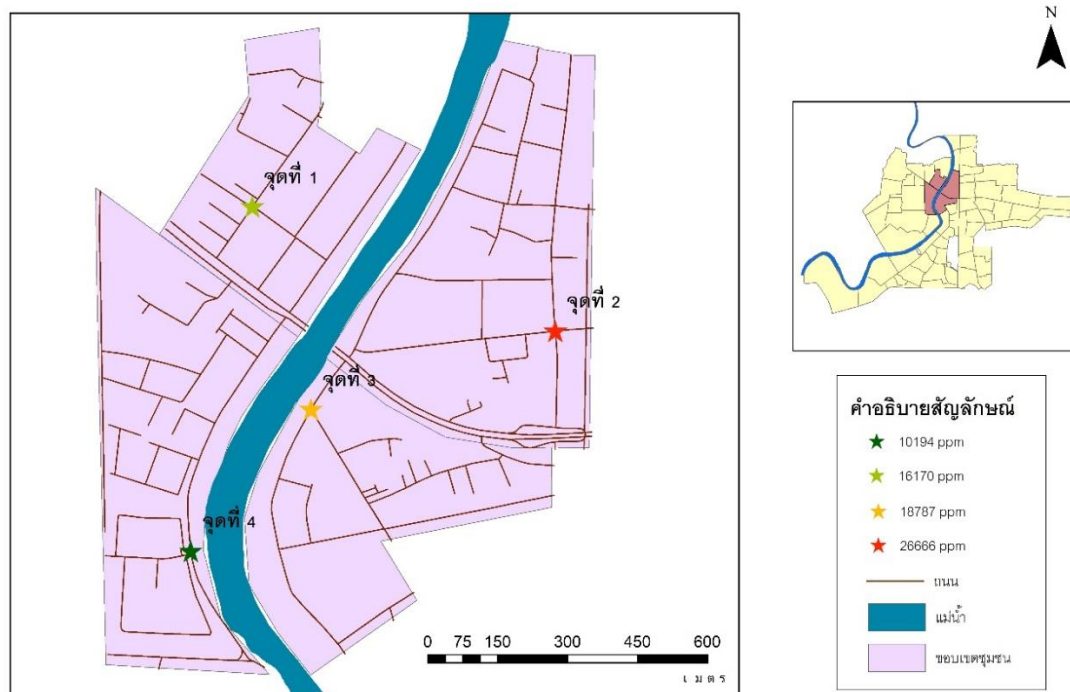 N
จุดที่ 1
จุดที่ 2
จุดที่ 3
จุดที่ 4
0 75 150 300 450 600
เมตร
คำอธิบายสัญลักษณ์
10194 ppm
16170 ppm
18787 ppm
26666 ppm
ถนน
แม่น้ำ
ขอบเขตชุมชน